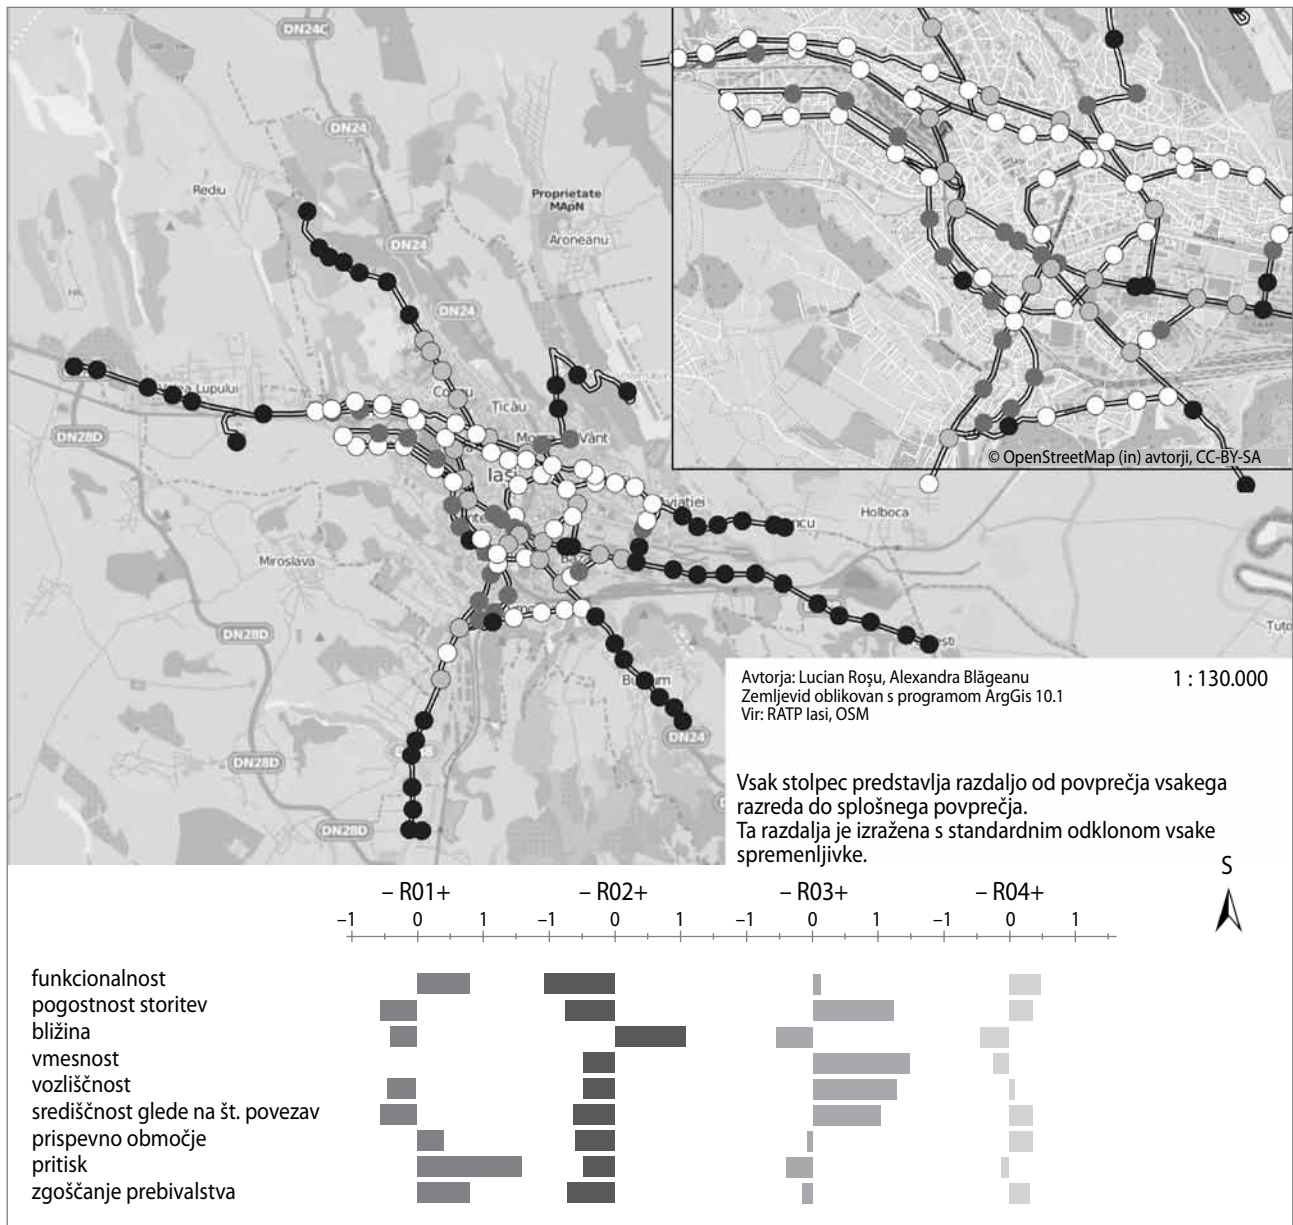 DN24C
DN24
Rediu
Proprietate
MApN
Aroneanu
DN24
DN24
Ticău
DN28D
Vânt
Iaș
Aviației
Holboca
Miroslava
DN28D
DN24
DN28D
DN28D
© OpenStreetMap (in) avtorji, CC-BY-SA
Avtorja: Lucian Roşu, Alexandra Blăgeanu
Zemljevid oblikovan s programom ArgGis 10.1
Vir: RATP Iasi, OSM
1 : 130.000
Vsak stolpec predstavlja razdaljo od povprečja vsakega
razreda do splošnega povprečja.
Ta razdalja je izražena s standardnim odklonom vsake
spremenljivke.
S
– R01+ – R02+ – R03+ – R04+
–1 0 1 –1 0 1 –1 0 1 –1 0 1
funkcionalnost
pogostnost storitev
bližina
vmesnost
vozliščnost
središčnost glede na št. povezav
prispevno območje
pritisk
zgoščanje prebivalstva